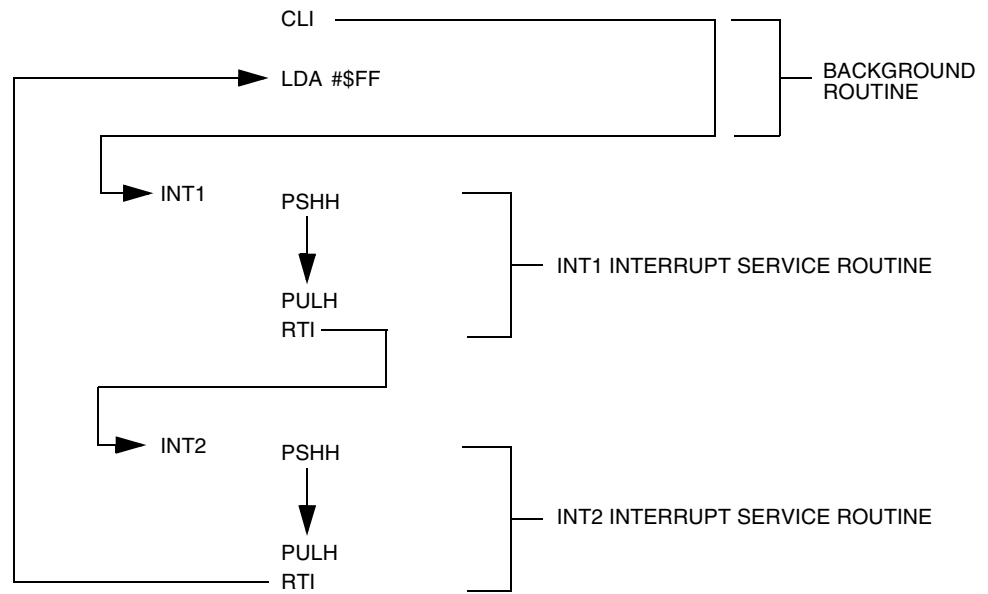 CLI
LDA #$FF
BACKGROUND
ROUTINE
INT1
PSHH
INT1 INTERRUPT SERVICE ROUTINE
PULH
RTI
INT2
PSHH
INT2 INTERRUPT SERVICE ROUTINE
PULH
RTI